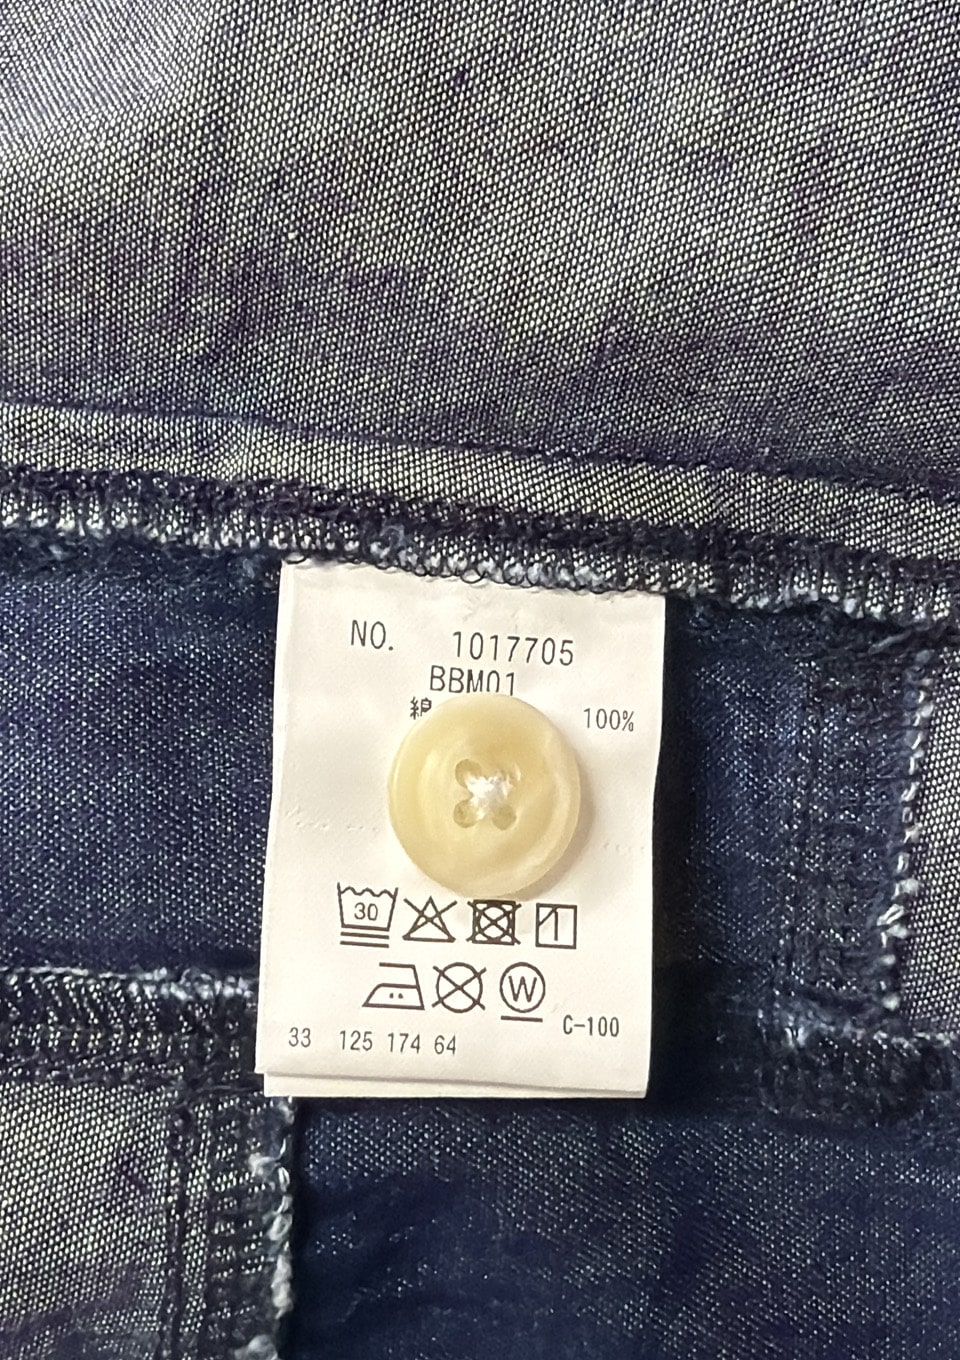 NO. 1017705
BBM01
綿 100%
30
W
C-100
33 125 174 64